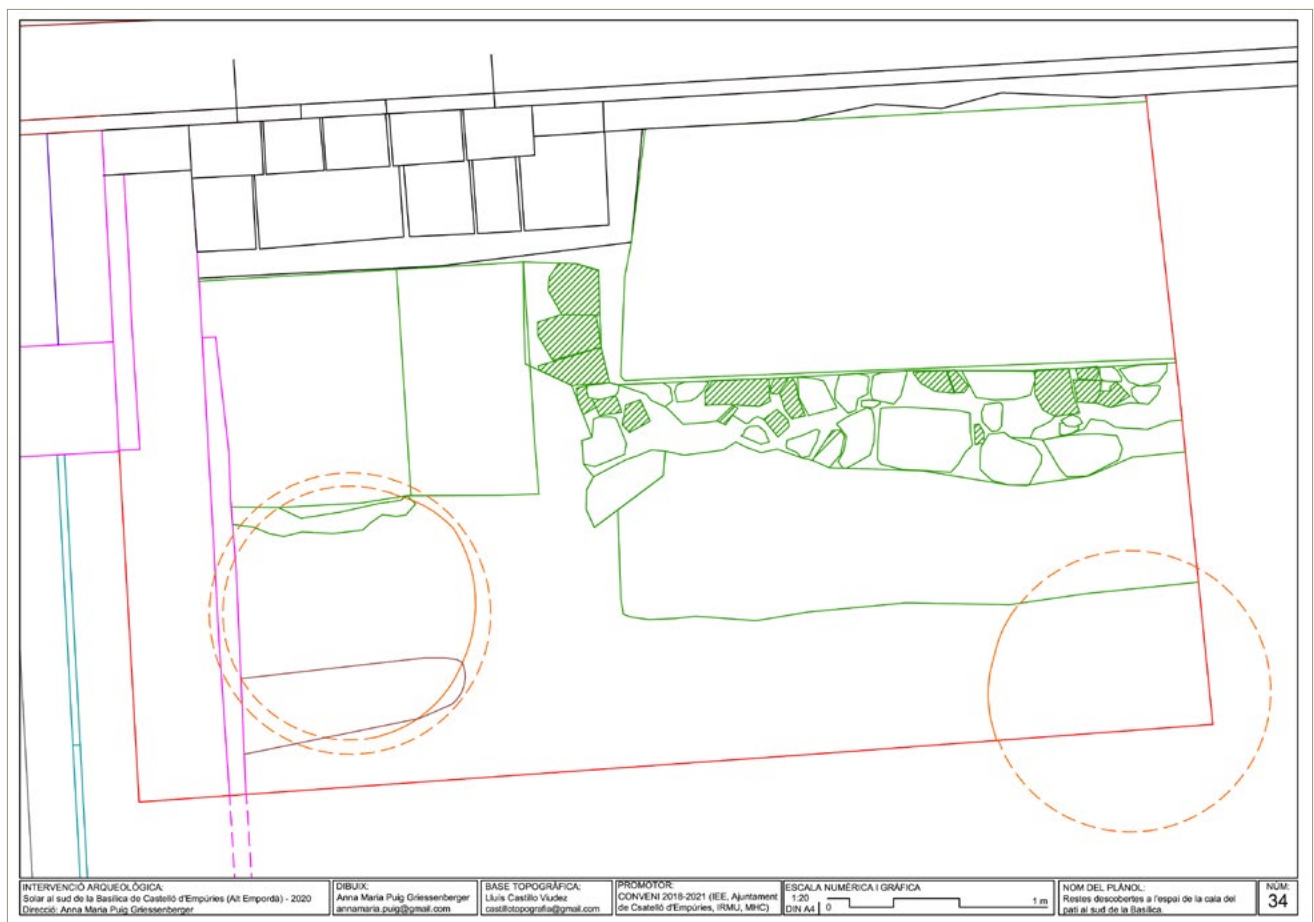 INTERVENCIÓ ARQUEOLÒGICA:
Solar al sud de la Basílica de Castelló d'Empúries (Alt Empordà) - 2020
Direcció: Anna Maria Puig Griessenberger
DIBUIX:
Anna Maria Puig Griessenberger
annamaria.puig@gmail.com
BASE TOPOGRÀFICA:
Lluís Castillo Viudez
castillotopografia@gmail.com
PROMOTOR:
CONVENI 2018-2021 (IEE, Ajuntament
de Csatelló d'Empúries, IRMU, MHC)
ESCALA NUMÈRICA I GRÀFICA
1:20
DIN A4
0
1 m
NOM DEL PLÀNOL:
Restes descobertes a l'espai de la cala del
pati al sud de la Basílica.
NÚM:
34